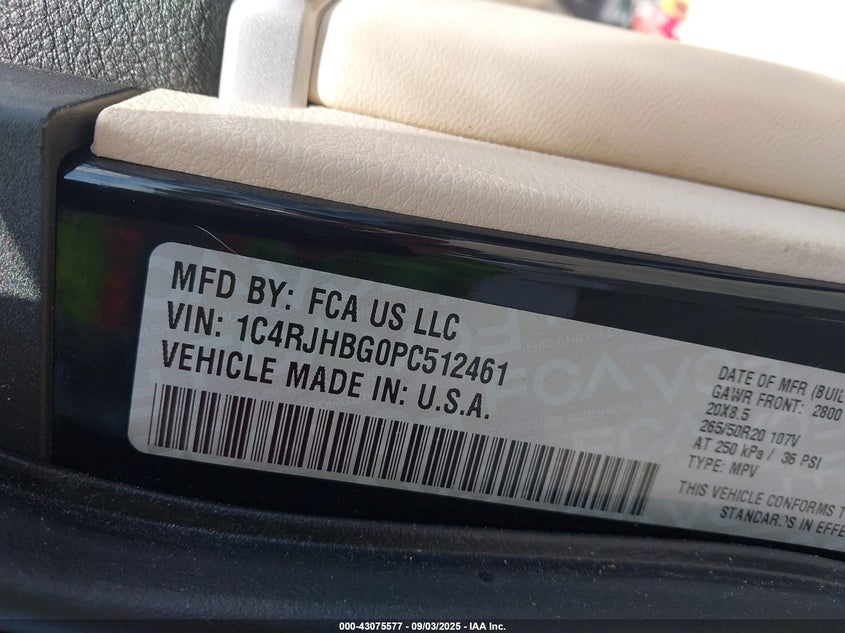 MFD BY: FCA US LLC
VIN: 1C4RJHBG0PC512461
VEHICLE MADE IN: U.S.A.
DATE OF MFR (BUIL
GAWR FRONT: 2800
20X8.5
265/50R20 107V
AT 250 kPa / 36 PSI
TYPE: MPV
THIS VEHICLE CONFORMS T
STANDARDS IN EFFE
000-43075577 - 09/03/2025 - IAA Inc.